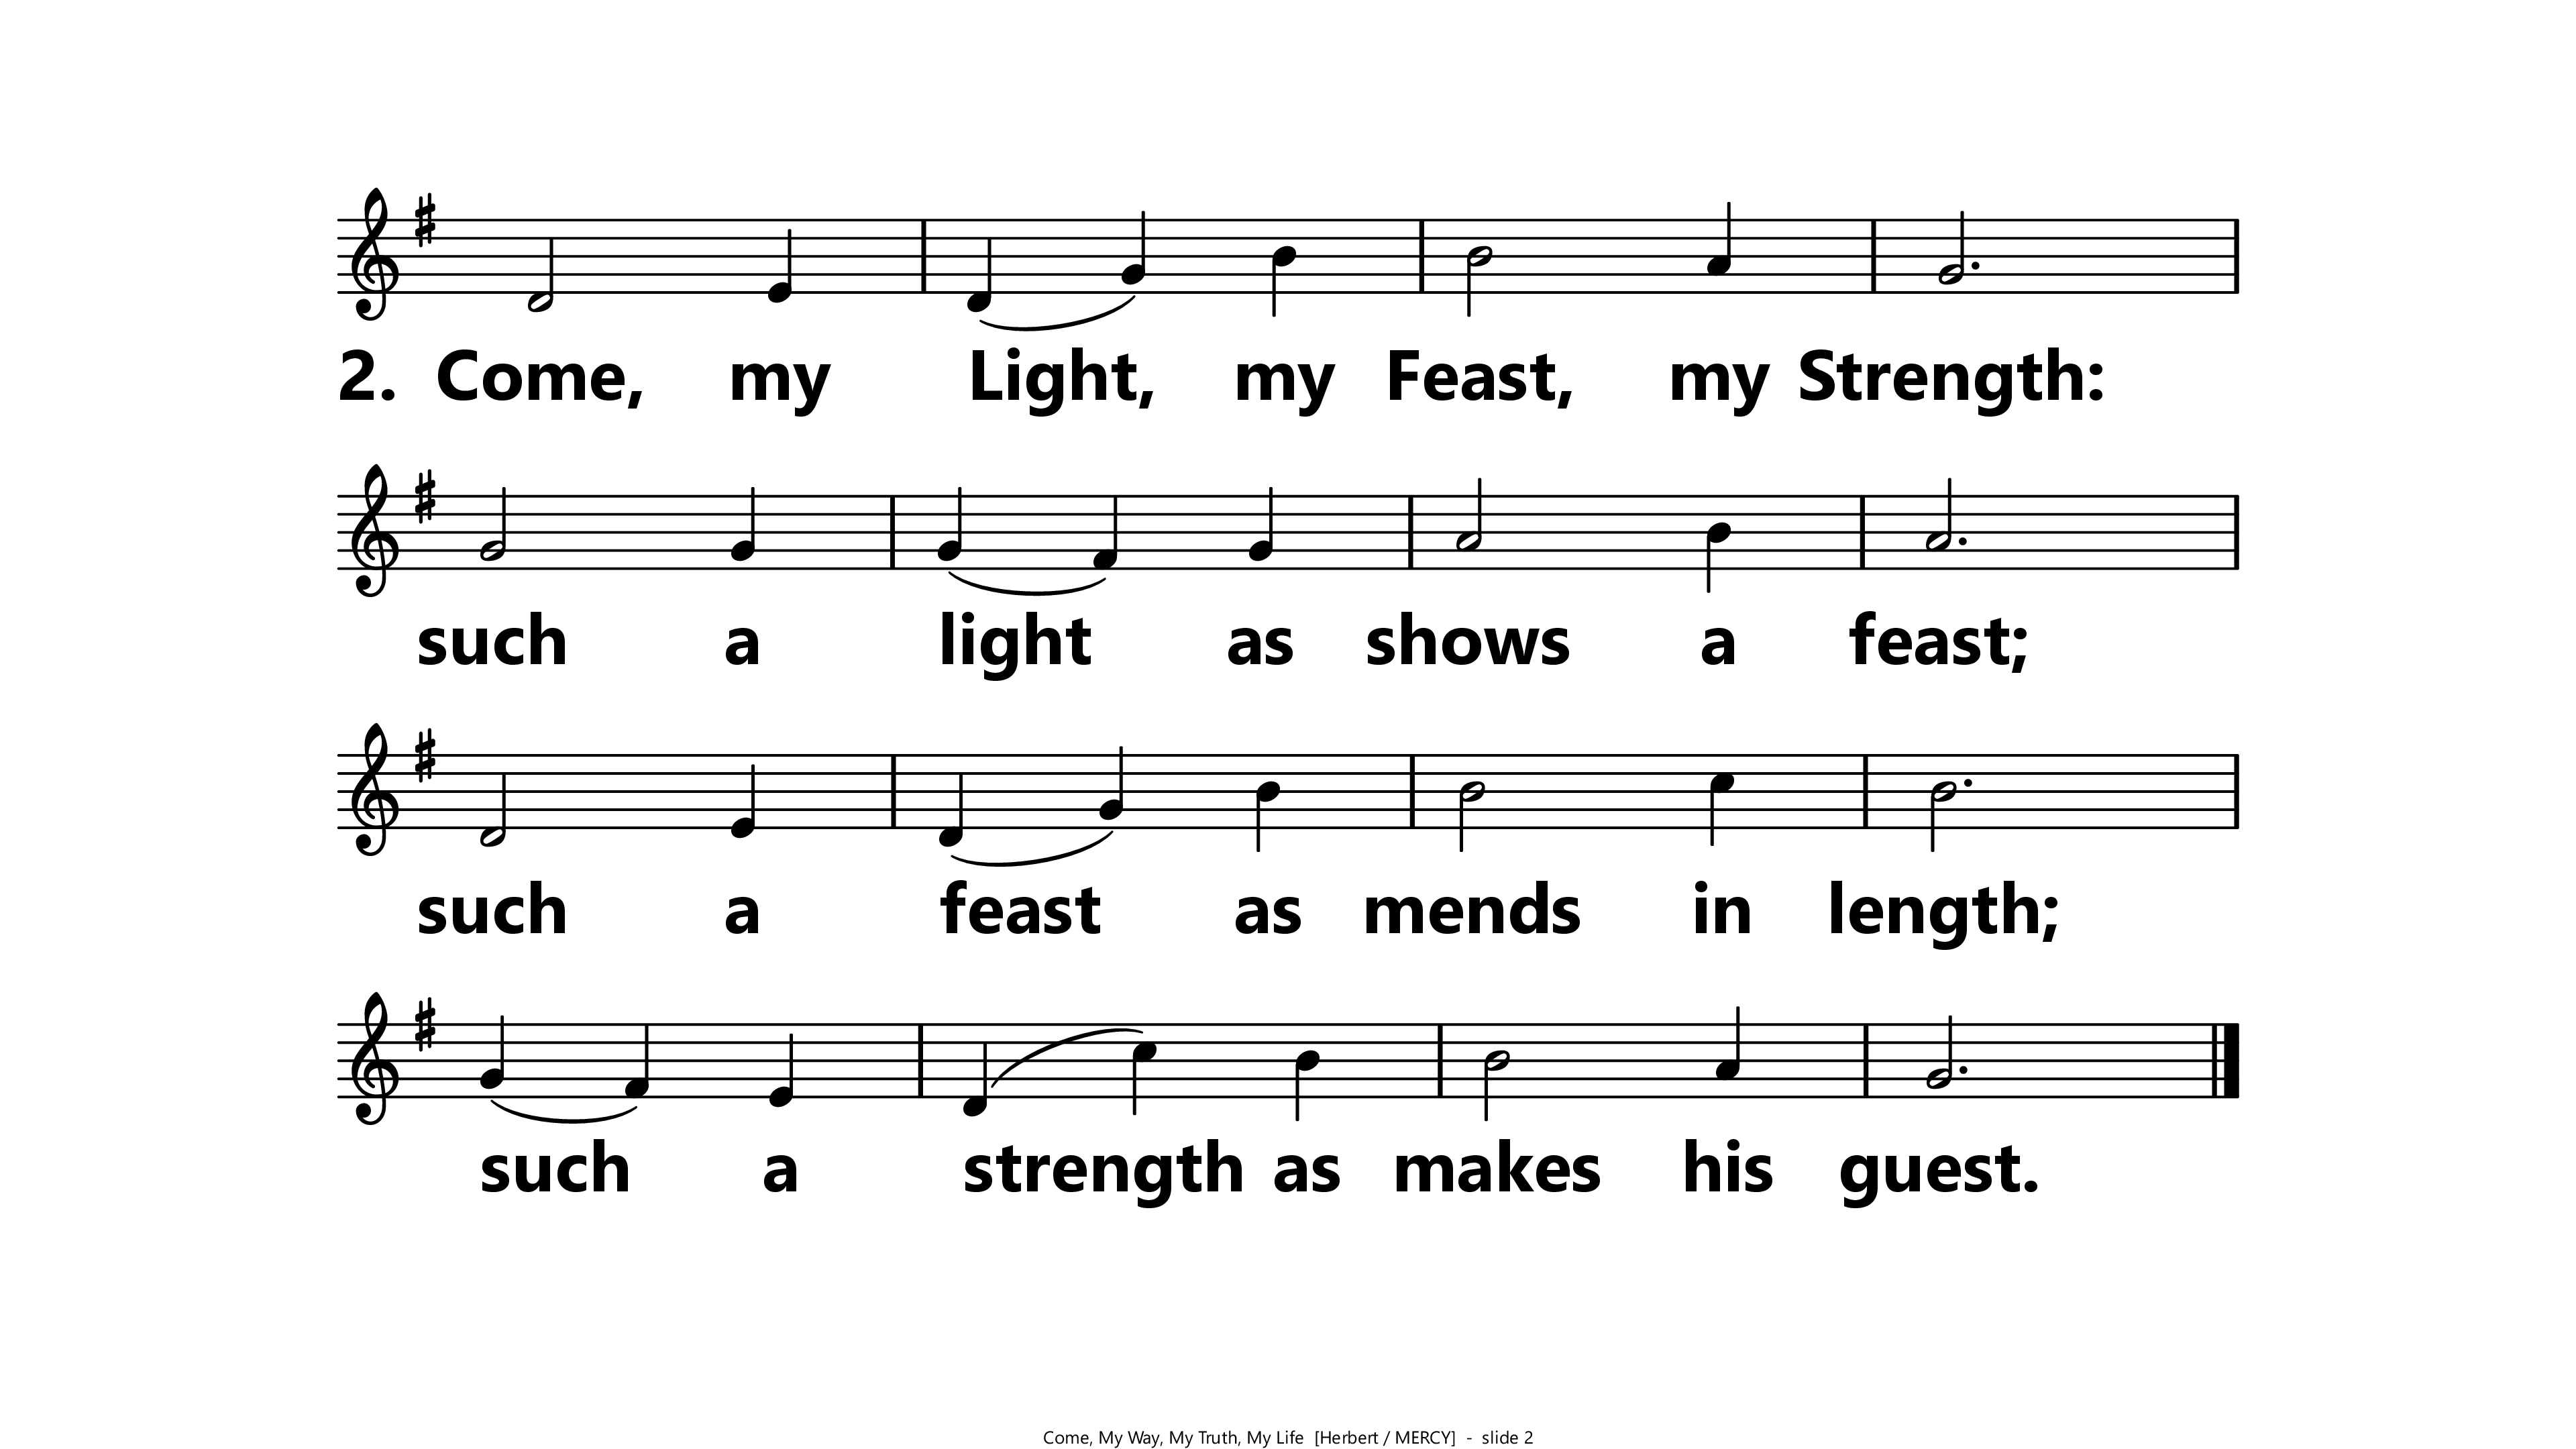 2. Come, my Light, my Feast, my Strength:
such a light as shows a feast;
such a feast as mends in length;
such a strength as makes his guest.
Come, My Way, My Truth, My Life [Herbert / MERCY] - slide 2